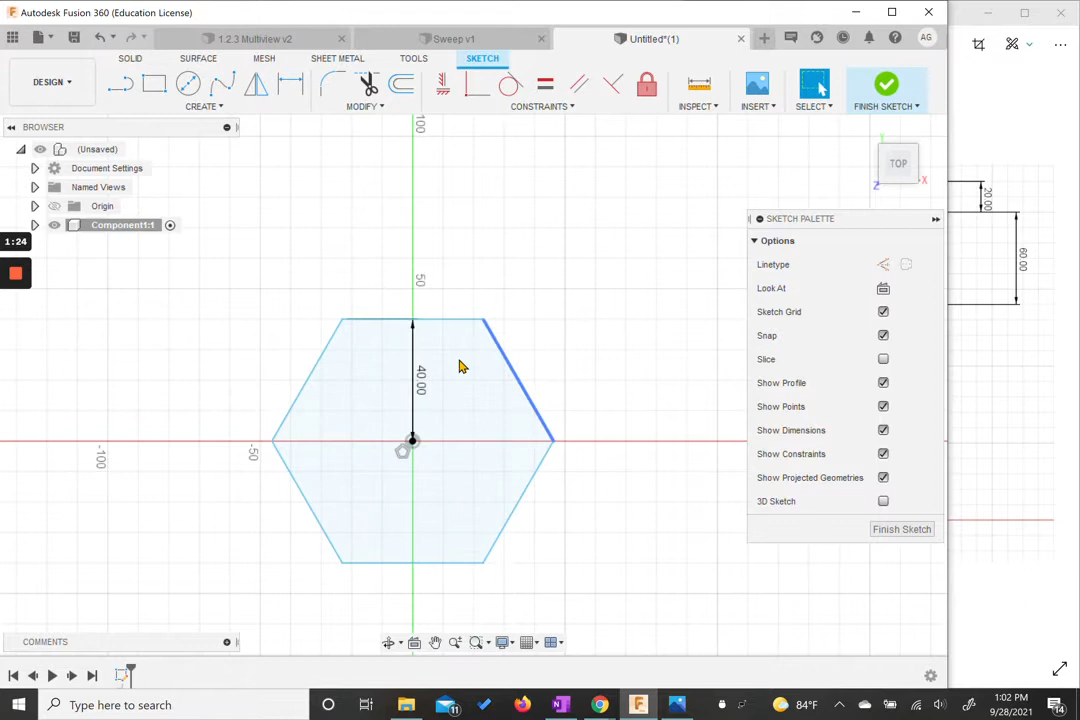 Autodesk Fusion 360 (Education License)
1.2.3 Multiview v2
Sweep v1
Untitled*(1)
AG
DESIGN
SOLID
SURFACE
MESH
SHEET METAL
TOOLS
SKETCH
CREATE
MODIFY
CONSTRAINTS
INSPECT
INSERT
SELECT
FINISH SKETCH
BROWSER
(Unsaved)
Document Settings
Named Views
Origin
Component1:1
1:24
100
50
40.00
-50
-100
TOP
X
Z
Y
SKETCH PALETTE
Options
Linetype
Look At
Sketch Grid
Snap
Slice
Show Profile
Show Points
Show Dimensions
Show Constraints
Show Projected Geometries
3D Sketch
Finish Sketch
20.00
60.00
COMMENTS
Type here to search
11
84°F
1:02 PM
9/28/2021
14